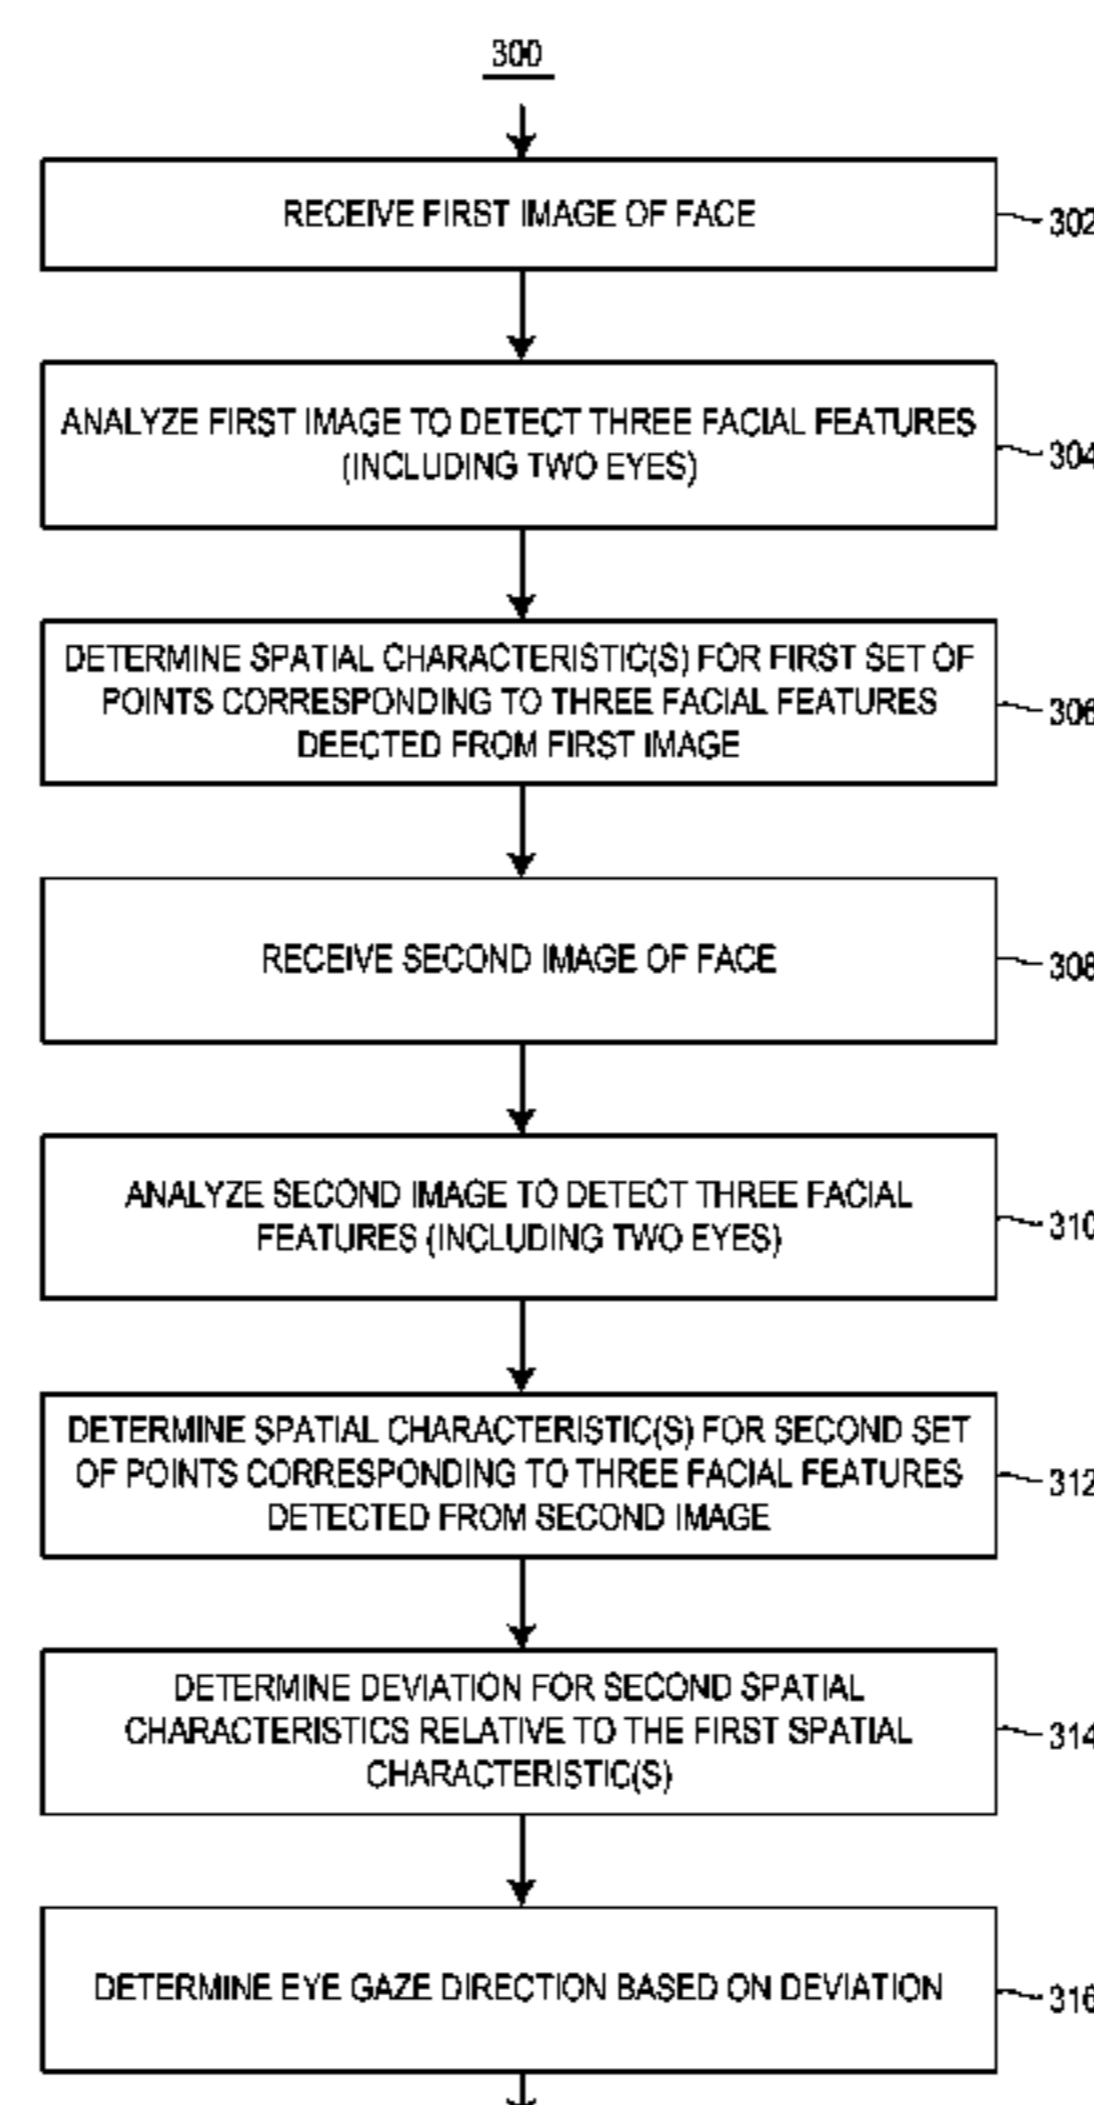 300
RECEIVE FIRST IMAGE OF FACE
302
ANALYZE FIRST IMAGE TO DETECT THREE FACIAL FEATURES
(INCLUDING TWO EYES)
304
DETERMINE SPATIAL CHARACTERISTIC(S) FOR FIRST SET OF
POINTS CORRESPONDING TO THREE FACIAL FEATURES
DEECTED FROM FIRST IMAGE
306
RECEIVE SECOND IMAGE OF FACE
308
ANALYZE SECOND IMAGE TO DETECT THREE FACIAL
FEATURES (INCLUDING TWO EYES)
310
DETERMINE SPATIAL CHARACTERISTIC(S) FOR SECOND SET
OF POINTS CORRESPONDING TO THREE FACIAL FEATURES
DETECTED FROM SECOND IMAGE
312
DETERMINE DEVIATION FOR SECOND SPATIAL
CHARACTERISTICS RELATIVE TO THE FIRST SPATIAL
CHARACTERISTIC(S)
314
DETERMINE EYE GAZE DIRECTION BASED ON DEVIATION
316